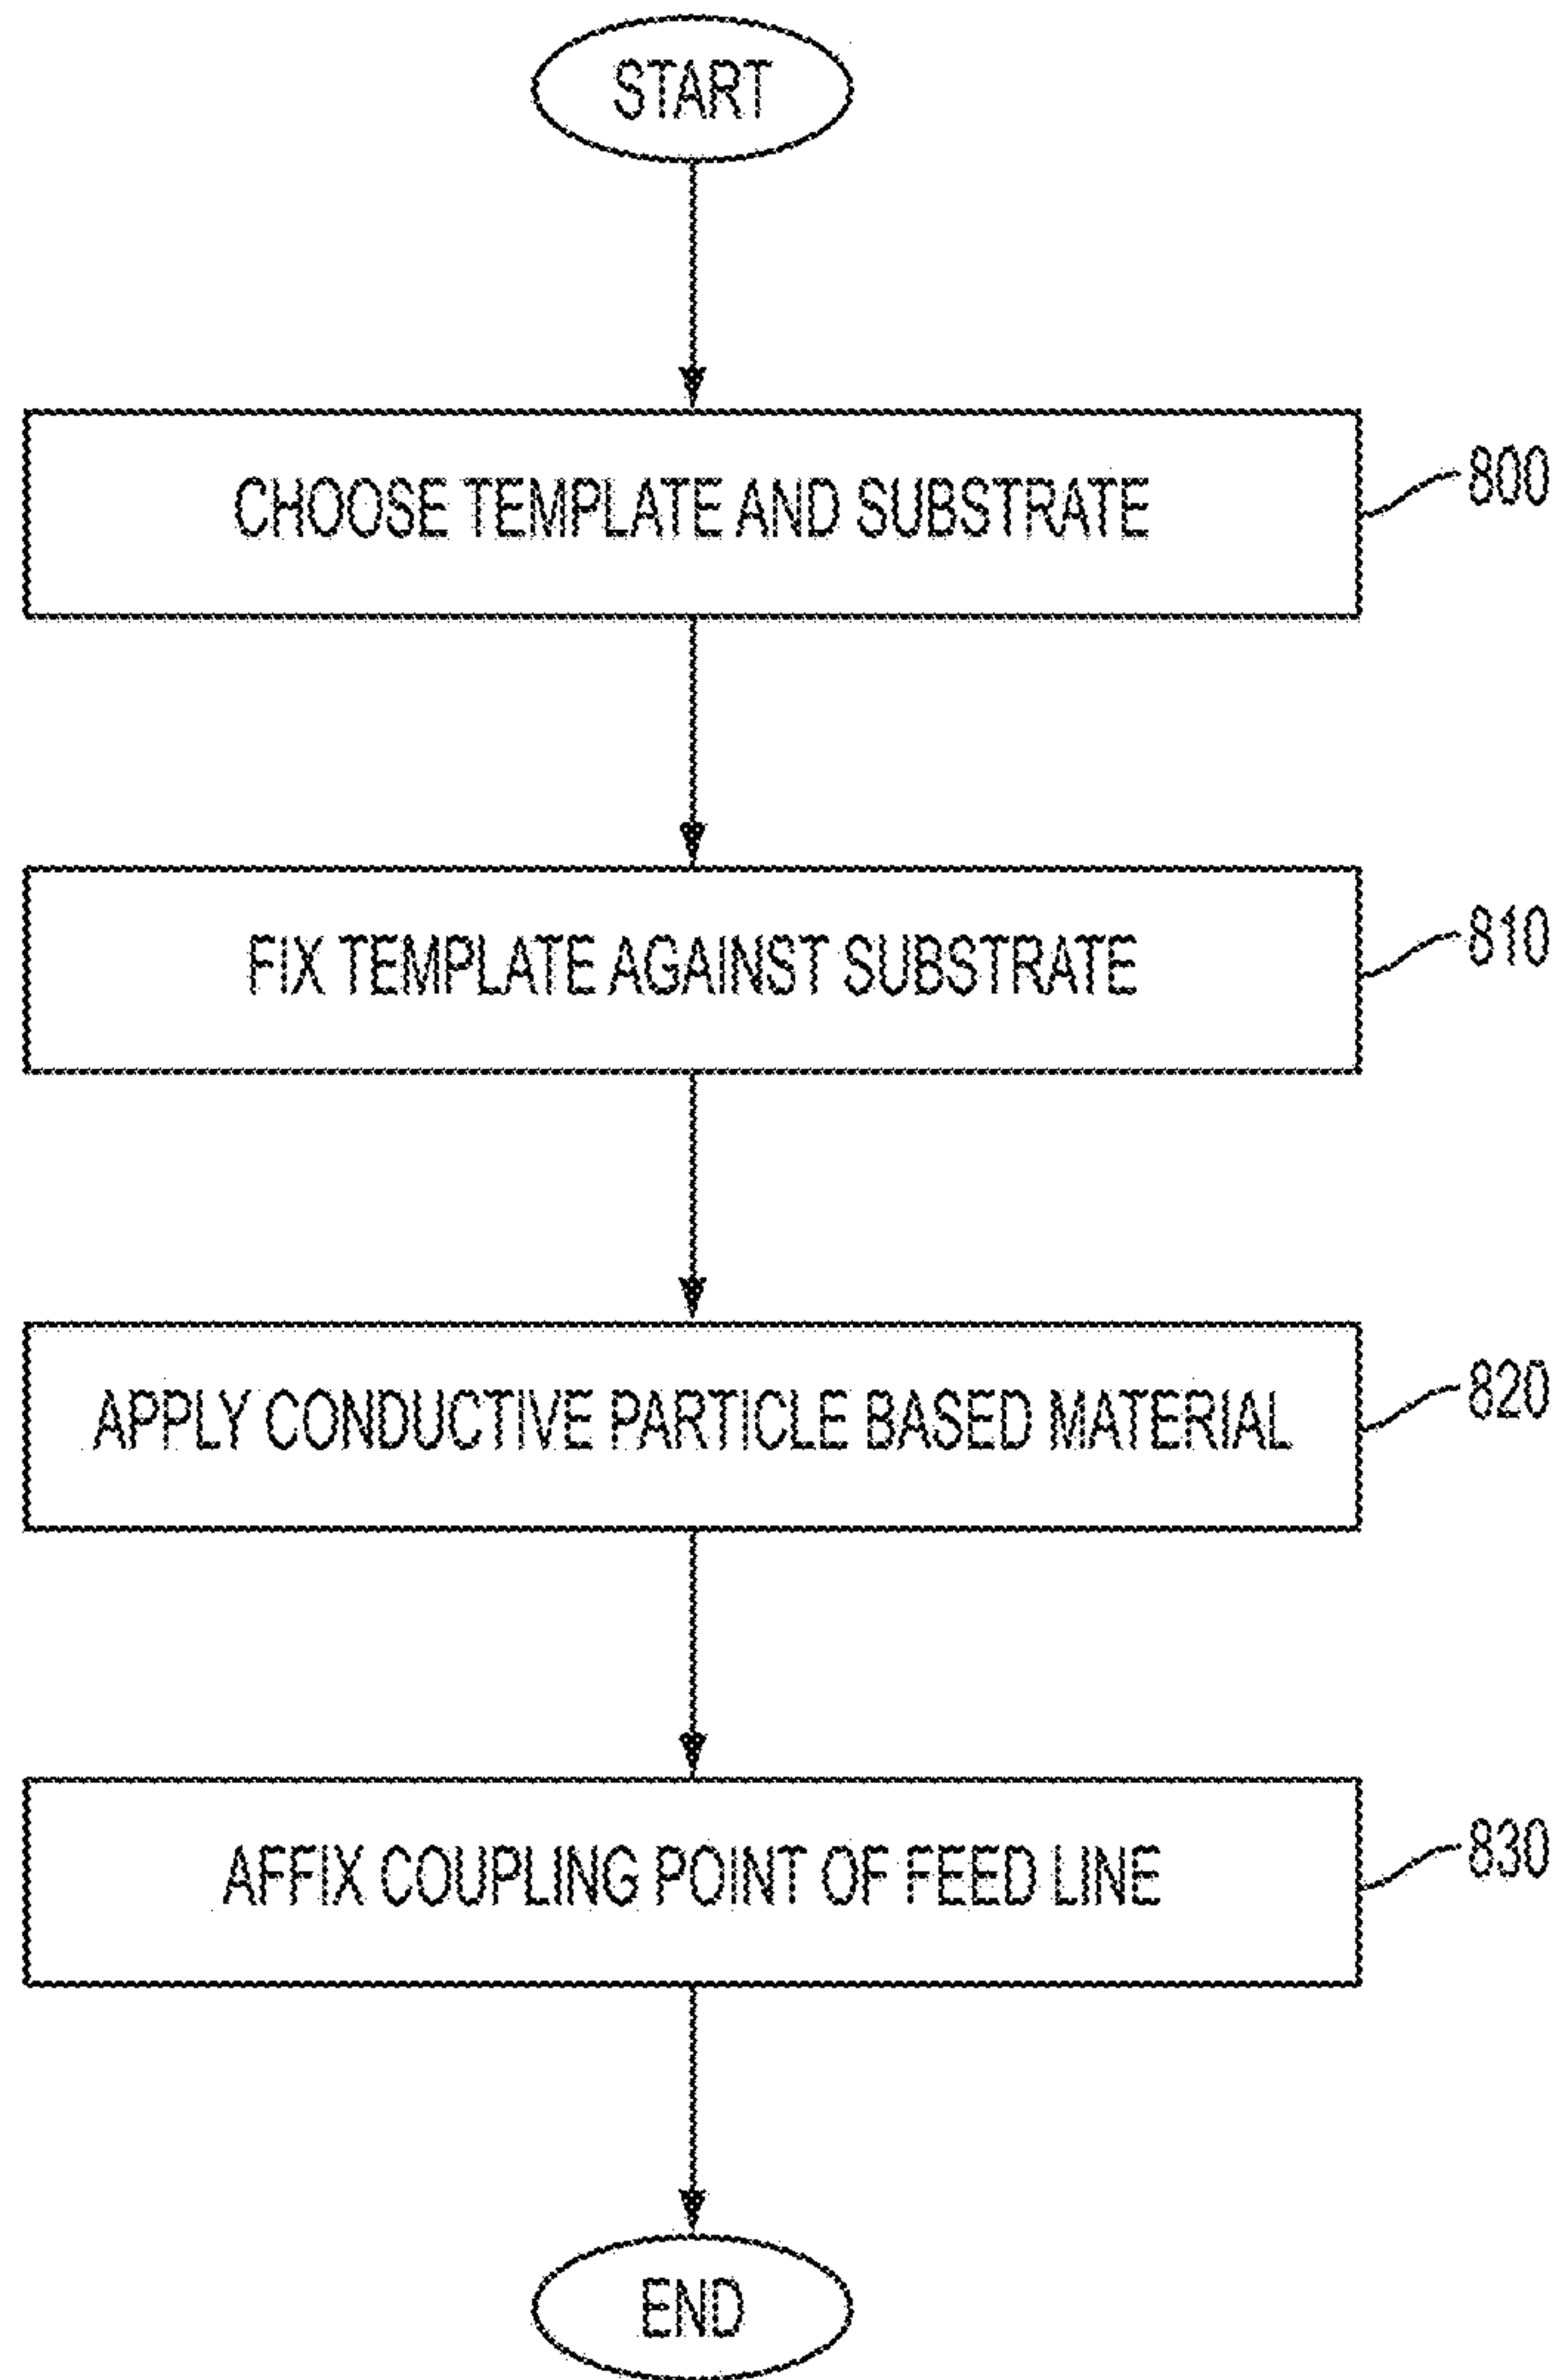 START
CHOOSE TEMPLATE AND SUBSTRATE
800
FIX TEMPLATE AGAINST SUBSTRATE
810
APPLY CONDUCTIVE PARTICLE BASED MATERIAL
820
AFFIX COUPLING POINT OF FEED LINE
830
END